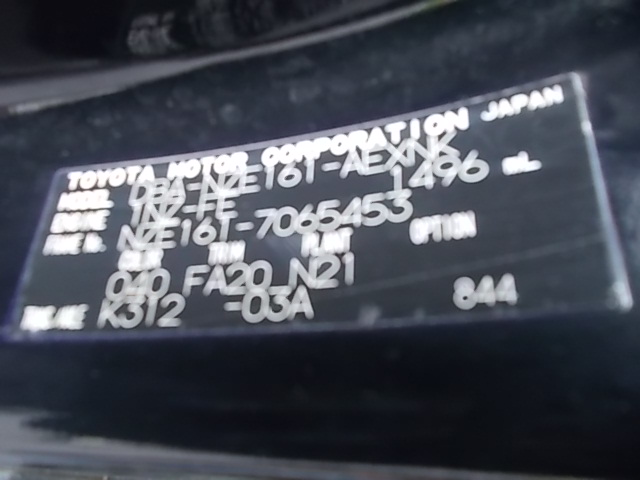 TOYOTA MOTOR CORPORATION JAPAN
MODEL DBA-NZE161-AEXNK
ENGINE 1NZ-FE 1496 mL
FRAME No. NZE161-7065453
COLOR TRIM PLANT OPTION
040 FA20 N21
TRANS/AXLE K312 -03A 844